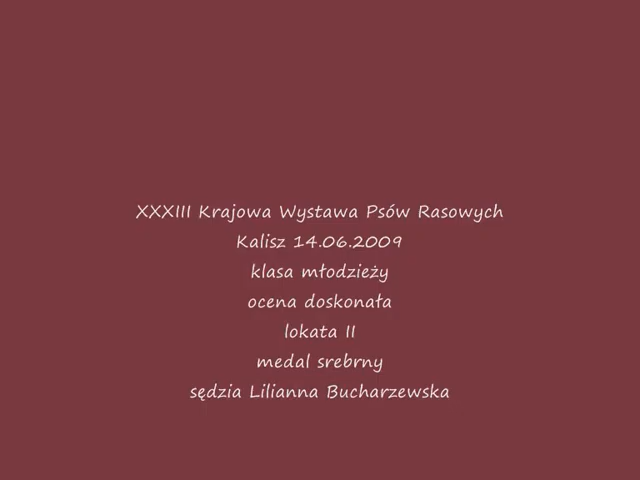 XXXIII Krajowa Wystawa Psów Rasowych
Kalisz 14.06.2009
klasa młodzieży
ocena doskonała
lokata II
medal srebrny
sędzia Lilianna Bucharzewska